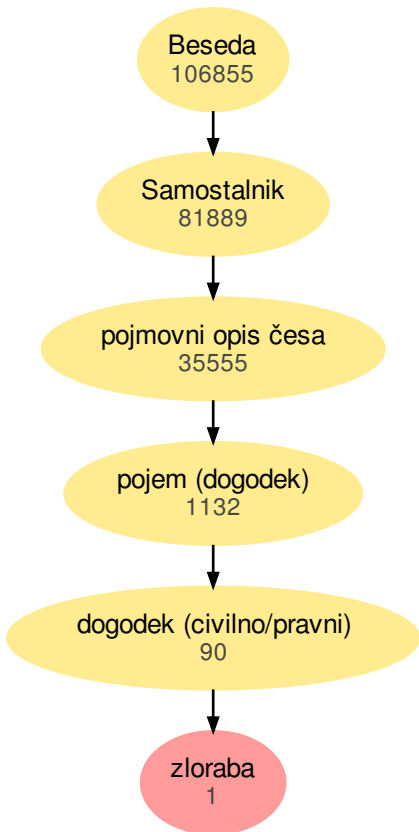 Beseda
106855
Samostalnik
81889
pojmovni opis česa
35555
pojem (dogodek)
1132
dogodek (civilno/pravni)
90
zloraba
1